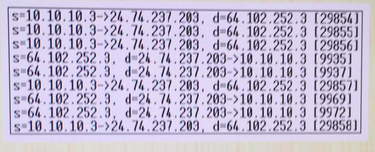 s=10.10.10.3->24.74.237.203, d=64.102.252.3 [29854]
s=10.10.10.3->24.74.237.203, d=64.102.252.3 [29855]
s=10.10.10.3->24.74.237.203, d=64.102.252.3 [29856]
s=64.102.252.3, d=24.74.237.203->10.10.10.3 [9935]
s=64.102.252.3, d=24.74.237.203->10.10.10.3 [9937]
s=10.10.10.3->24.74.237.203, d=64.102.252.3 [29857]
s=64.102.252.3, d=24.74.237.203->10.10.10.3 [9969]
s=64.102.252.3, d=24.74.237.203->10.10.10.3 [9972]
s=10.10.10.3->24.74.237.203, d=64.102.252.3 [29858]